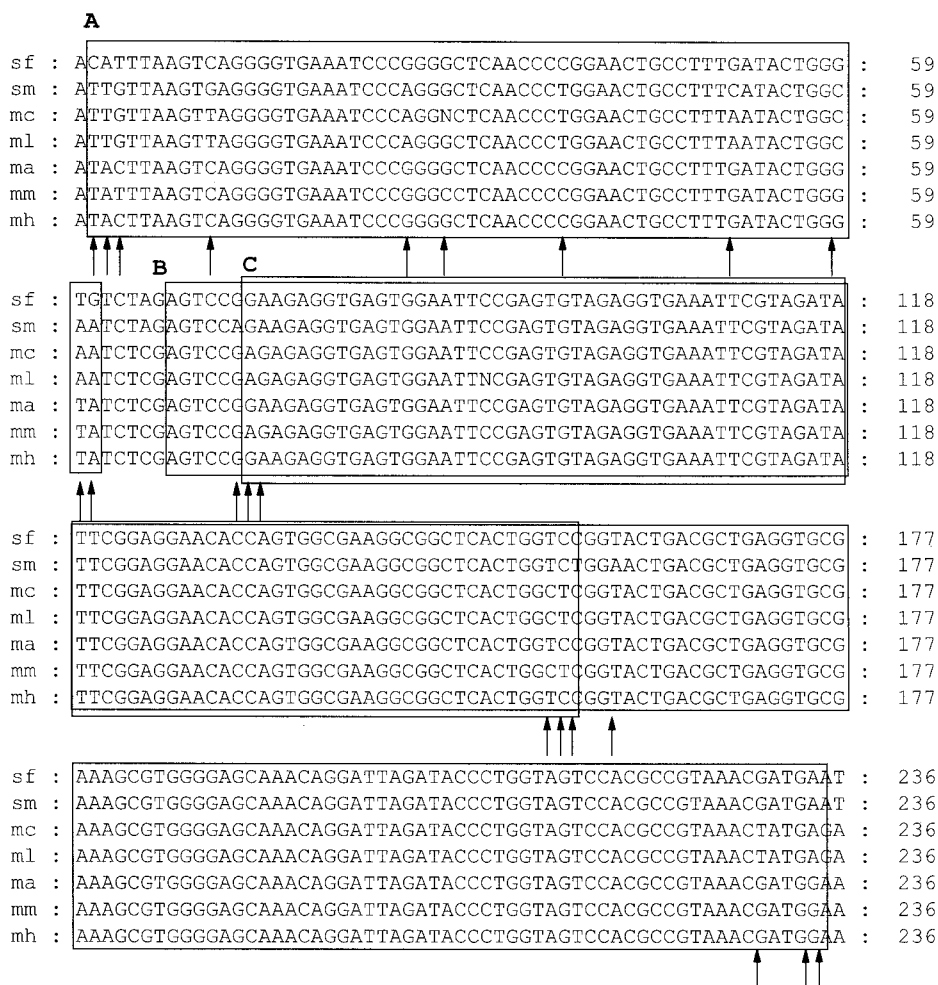 A
sf : ACATTTAAGTCAGGGGTGAAATCCCGGGGCTCAACCCCGGAACTGCCTTTGATACTGGG : 59
sm : ATTGTTAAGTGAGGGGTGAAATCCCAGGGCTCAACCCTGGAACTGCCTTTCATACTGGC : 59
mc : ATTGTTAAGTTAGGGGTGAAATCCCAGGNCTCAACCCTGGAACTGCCTTTAATACTGGC : 59
ml : ATTGTTAAGTTAGGGGTGAAATCCCAGGGCTCAACCCTGGAACTGCCTTTAATACTGGC : 59
ma : ATACTTAAGTCAGGGGTGAAATCCCGGGGCTCAACCCCGGAACTGCCTTTGATACTGGG : 59
mm : ATATTTAAGTCAGGGGTGAAATCCCGGGCCTCAACCCCGGAACTGCCTTTGATACTGGG : 59
mh : ATACTTAAGTCAGGGGTGAAATCCCGGGGCTCAACCCCGGAACTGCCTTTGATACTGGG : 59
B C
sf : TGTCTAGAGTCCGGAAGAGGTGAGTGGAATTCCGAGTGTAGAGGTGAAATTCGTAGATA : 118
sm : AATCTAGAGTCCAGAAGAGGTGAGTGGAATTCCGAGTGTAGAGGTGAAATTCGTAGATA : 118
mc : AATCTCGAGTCCGAGAGAGGTGAGTGGAATTCCGAGTGTAGAGGTGAAATTCGTAGATA : 118
ml : AATCTCGAGTCCGAGAGAGGTGAGTGGAATTNCGAGTGTAGAGGTGAAATTCGTAGATA : 118
ma : TATCTCGAGTCCGGAAGAGGTGAGTGGAATTCCGAGTGTAGAGGTGAAATTCGTAGATA : 118
mm : TATCTCGAGTCCGAGAGAGGTGAGTGGAATTCCGAGTGTAGAGGTGAAATTCGTAGATA : 118
mh : TATCTCGAGTCCGGAAGAGGTGAGTGGAATTCCGAGTGTAGAGGTGAAATTCGTAGATA : 118
sf : TTCGGAGGAACACCAGTGGCGAAGGCGGCTCACTGGTCCGGTACTGACGCTGAGGTGCG : 177
sm : TTCGGAGGAACACCAGTGGCGAAGGCGGCTCACTGGTCTGGAACTGACGCTGAGGTGCG : 177
mc : TTCGGAGGAACACCAGTGGCGAAGGCGGCTCACTGGCTCGGTACTGACGCTGAGGTGCG : 177
ml : TTCGGAGGAACACCAGTGGCGAAGGCGGCTCACTGGCTCGGTACTGACGCTGAGGTGCG : 177
ma : TTCGGAGGAACACCAGTGGCGAAGGCGGCTCACTGGTCCGGTACTGACGCTGAGGTGCG : 177
mm : TTCGGAGGAACACCAGTGGCGAAGGCGGCTCACTGGCTCGGTACTGACGCTGAGGTGCG : 177
mh : TTCGGAGGAACACCAGTGGCGAAGGCGGCTCACTGGTCCGGTACTGACGCTGAGGTGCG : 177
sf : AAAGCGTGGGGAGCAAACAGGATTAGATACCCTGGTAGTCCACGCCGTAAACGATGAAT : 236
sm : AAAGCGTGGGGAGCAAACAGGATTAGATACCCTGGTAGTCCACGCCGTAAACGATGAAT : 236
mc : AAAGCGTGGGGAGCAAACAGGATTAGATACCCTGGTAGTCCACGCCGTAAACTATGAGA : 236
ml : AAAGCGTGGGGAGCAAACAGGATTAGATACCCTGGTAGTCCACGCCGTAAACTATGAGA : 236
ma : AAAGCGTGGGGAGCAAACAGGATTAGATACCCTGGTAGTCCACGCCGTAAACGATGGAA : 236
mm : AAAGCGTGGGGAGCAAACAGGATTAGATACCCTGGTAGTCCACGCCGTAAACGATGGAA : 236
mh : AAAGCGTGGGGAGCAAACAGGATTAGATACCCTGGTAGTCCACGCCGTAAACGATGGAA : 236